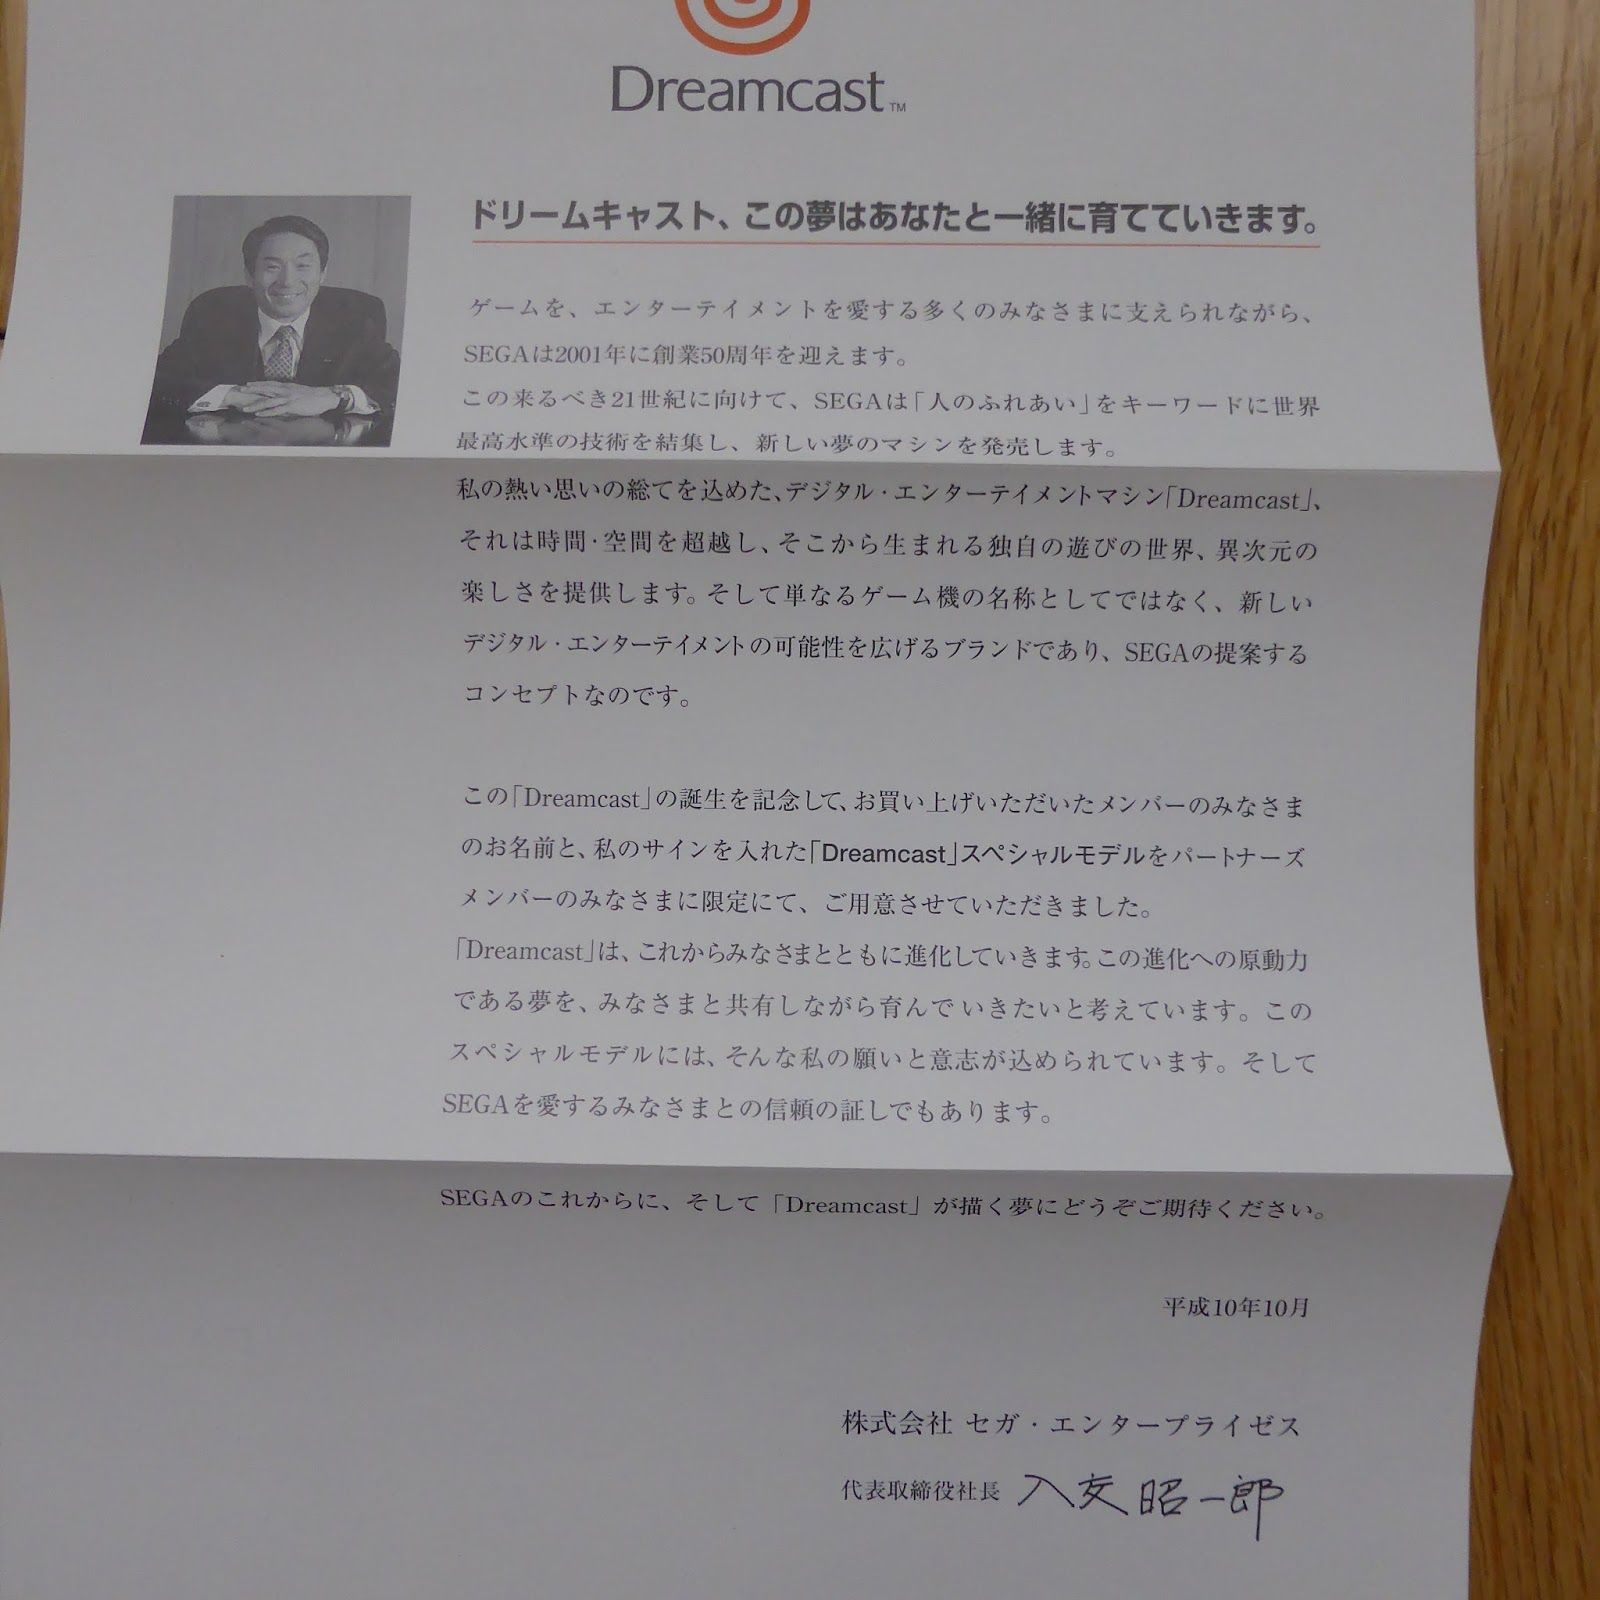 Dreamcast™
ドリームキャスト、この夢はあなたと一緒に育てていきます。
ゲームを、エンターテイメントを愛する多くのみなさまに支えられながら、
SEGAは2001年に創業50周年を迎えます。
この来るべき21世紀に向けて、SEGAは「人のふれあい」をキーワードに世界
最高水準の技術を結集し、新しい夢のマシンを発売します。
私の熱い思いの総てを込めた、デジタル・エンターテイメントマシン「Dreamcast」、
それは時間・空間を超越し、そこから生まれる独自の遊びの世界、異次元の
楽しさを提供します。そして単なるゲーム機の名称としてではなく、新しい
デジタル・エンターテイメントの可能性を広げるブランドであり、SEGAの提案する
コンセプトなのです。
この「Dreamcast」の誕生を記念して、お買い上げいただいたメンバーのみなさま
のお名前と、私のサインを入れた「Dreamcast」スペシャルモデルをパートナーズ
メンバーのみなさまに限定にて、ご用意させていただきました。
「Dreamcast」は、これからみなさまとともに進化していきます。この進化への原動力
である夢を、みなさまと共有しながら育んでいきたいと考えています。この
スペシャルモデルには、そんな私の願いと意志が込められています。そして
SEGAを愛するみなさまとの信頼の証しでもあります。
SEGAのこれからに、そして「Dreamcast」が描く夢にどうぞご期待ください。
平成10年10月
株式会社 セガ・エンタープライゼス
代表取締役社長 入交昭一郎